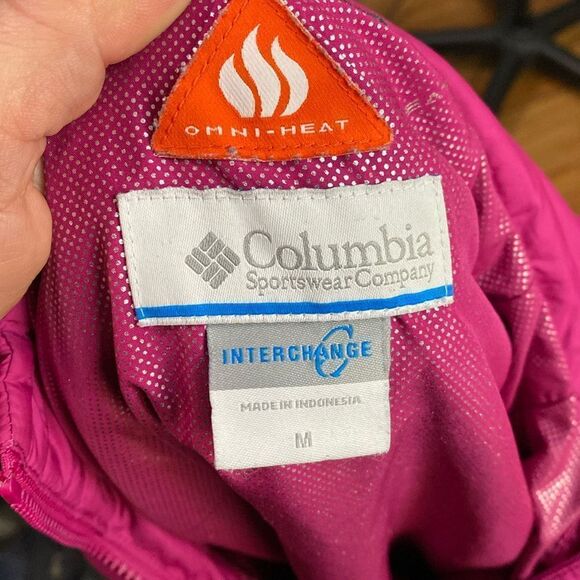 OMNI-HEAT
Columbia
Sportswear Company
INTERCHANGE
MADE IN INDONESIA
M